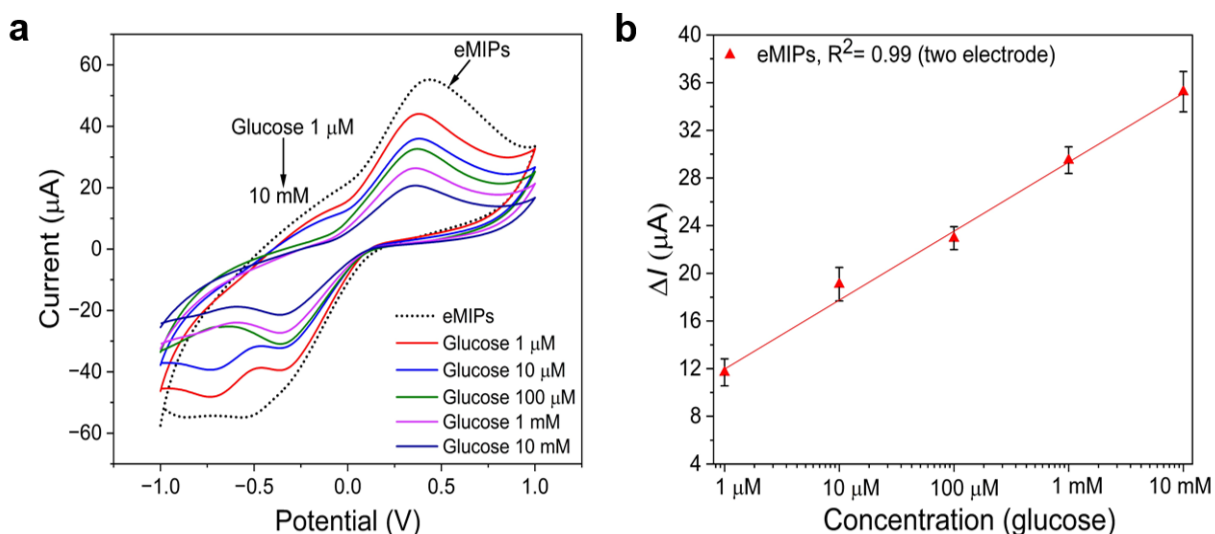 a
eMIPs
Glucose 1 μM
10 mM
60
40
20
0
−20
−40
−60
Current (μA)
eMIPs
Glucose 1 μM
Glucose 10 μM
Glucose 100 μM
Glucose 1 mM
Glucose 10 mM
−1.0
−0.5
0.0
0.5
1.0
Potential (V)
b
eMIPs, R²= 0.99 (two electrode)
40
36
32
28
24
20
16
12
8
4
ΔI (μA)
1 μM
10 μM
100 μM
1 mM
10 mM
Concentration (glucose)